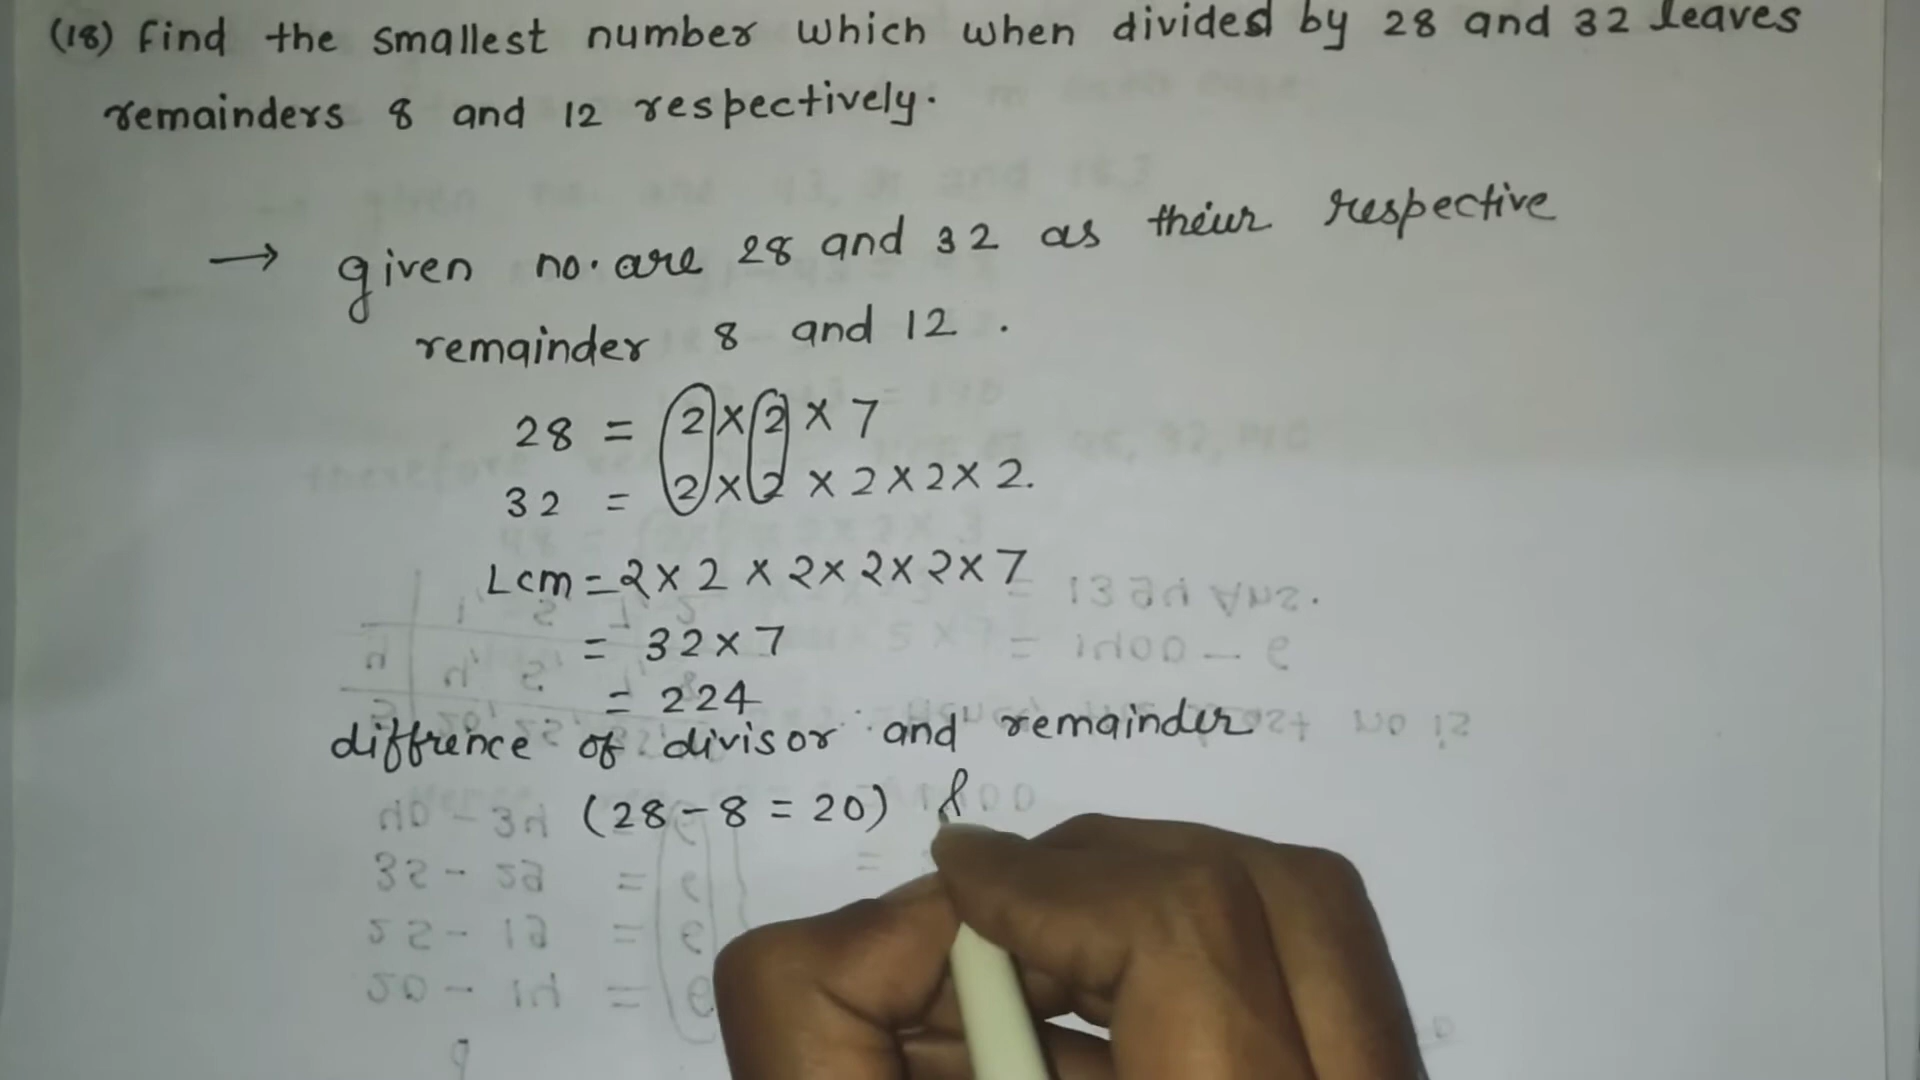 (18) find the smallest number which when divided by 28 and 32 leaves
remainders 8 and 12 respectively.
→ given no. are 28 and 32 as their respective
remainder 8 and 12 .
28 = 2 × 2 × 7
32 = 2 × 2 × 2 × 2 × 2.
Lcm = 2 × 2 × 2 × 2 × 2 × 7
= 32 × 7
= 224
diffrence of divisor and remainder
(28 - 8 = 20)